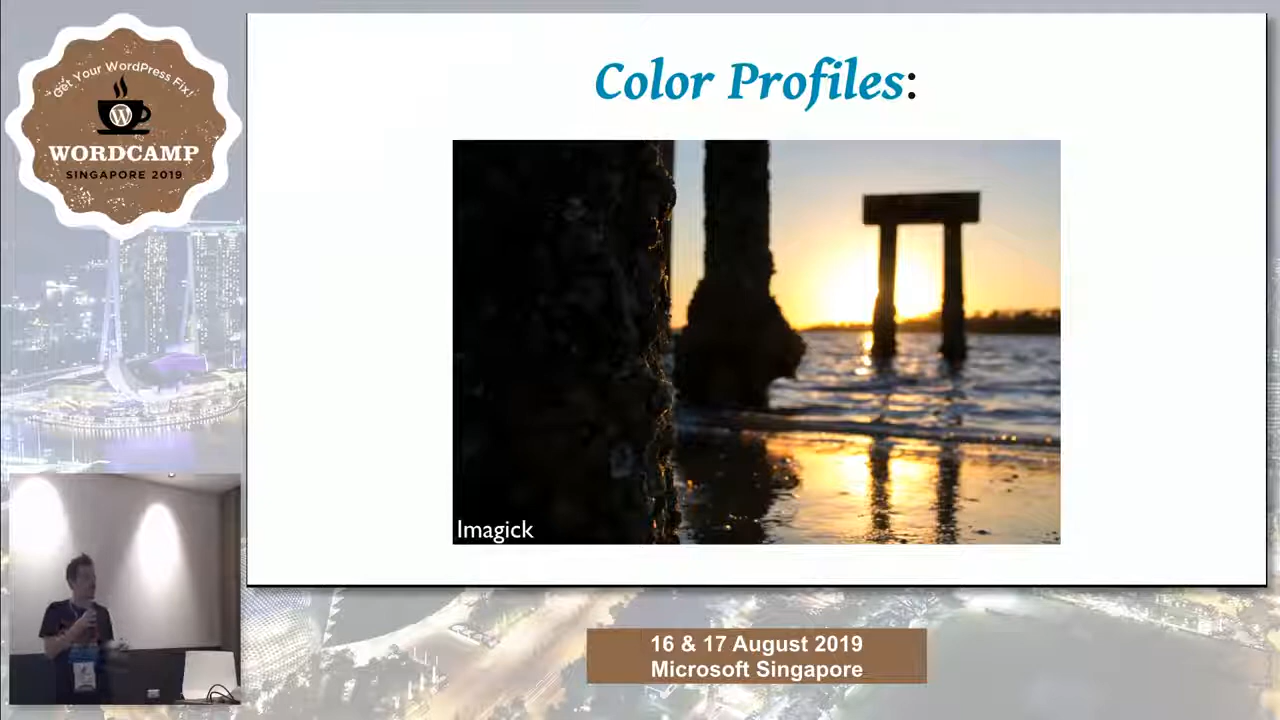 Get Your WordPress Fix!
WORDCAMP
SINGAPORE 2019
Color Profiles:
Imagick
16 & 17 August 2019
Microsoft Singapore